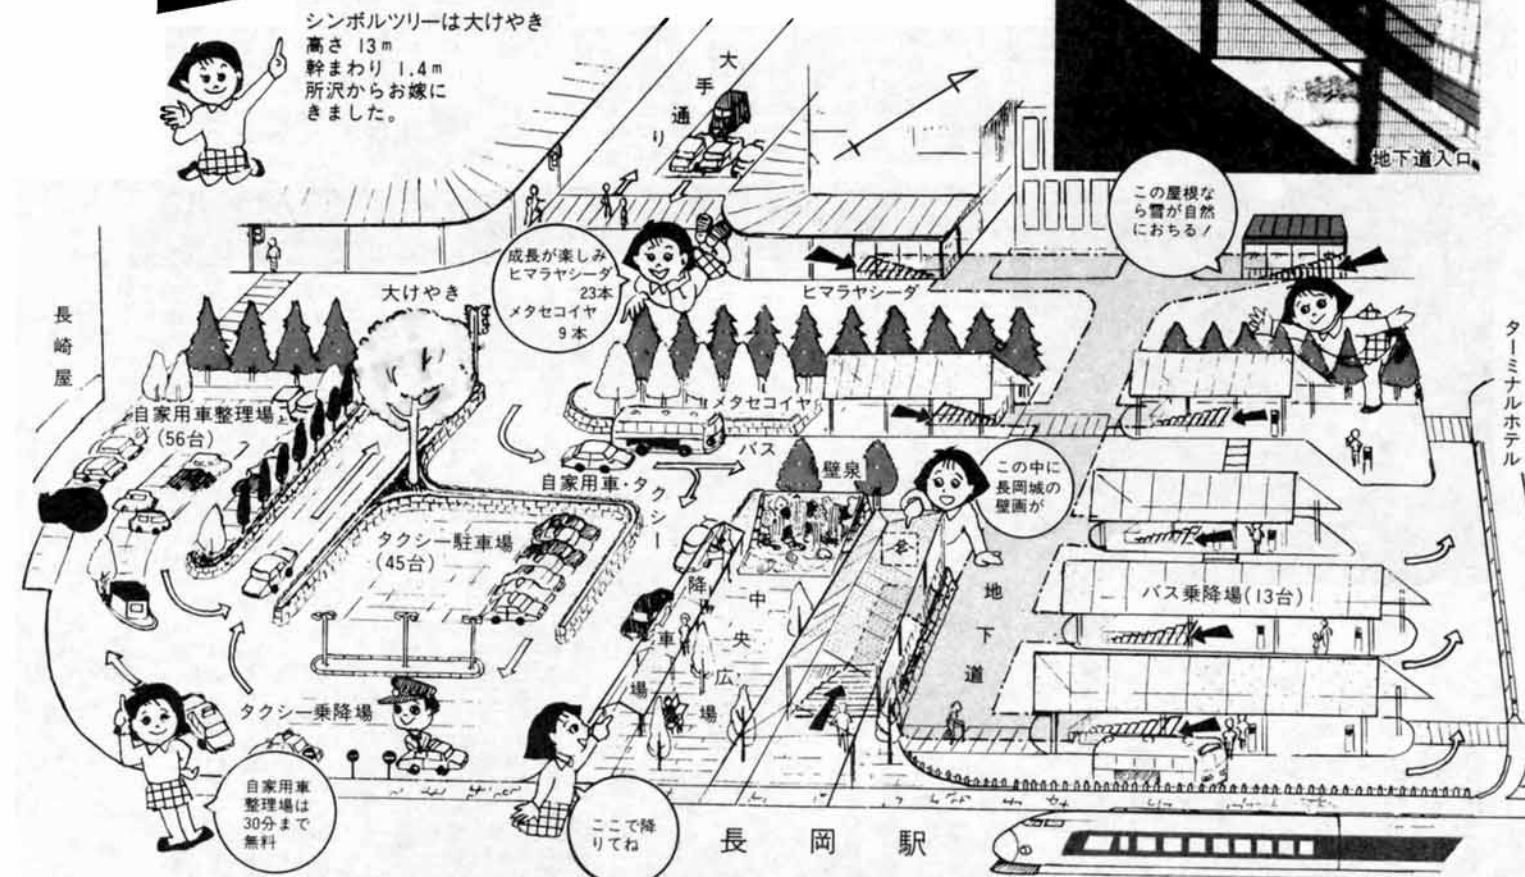 シンボルツリーは大けやき
高さ 13m
幹まわり 1.4m
所沢からお嫁に
きました。
大手通り
地下道入口
この屋根な
ら雪が自然
におちる！
成長が楽しみ
ヒマラヤシーダ
23本
メタセコイヤ
9本
大けやき
ヒマラヤシーダ
長崎屋
ターミナルホテル
自家用車整理場
(56台)
メタセコイヤ
バス
壁泉
自家用車・タクシー
この中に
長岡城の
壁画が
タクシー駐車場
(45台)
降車場
中央広場
地下道
バス乗降場(13台)
タクシー乗降場
自家用車
整理場は
30分まで
無料
ここで降
りてね
長岡駅